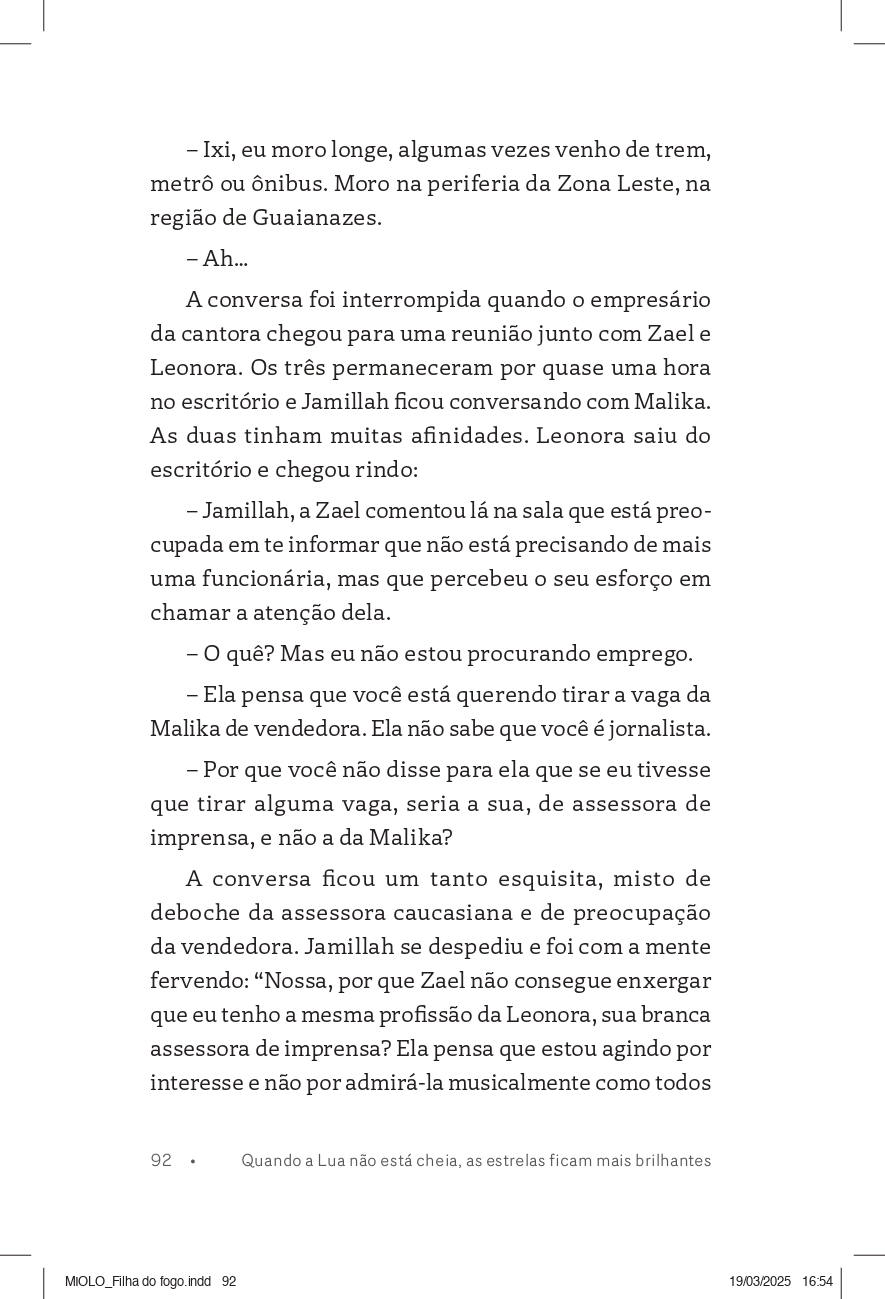 – Ixi, eu moro longe, algumas vezes venho de trem,
metrô ou ônibus. Moro na periferia da Zona Leste, na
região de Guaianazes.
– Ah...
A conversa foi interrompida quando o empresário
da cantora chegou para uma reunião junto com Zael e
Leonora. Os três permaneceram por quase uma hora
no escritório e Jamillah ficou conversando com Malika.
As duas tinham muitas afinidades. Leonora saiu do
escritório e chegou rindo:
– Jamillah, a Zael comentou lá na sala que está preo-
cupada em te informar que não está precisando de mais
uma funcionária, mas que percebeu o seu esforço em
chamar a atenção dela.
– O quê? Mas eu não estou procurando emprego.
– Ela pensa que você está querendo tirar a vaga da
Malika de vendedora. Ela não sabe que você é jornalista.
– Por que você não disse para ela que se eu tivesse
que tirar alguma vaga, seria a sua, de assessora de
imprensa, e não a da Malika?
A conversa ficou um tanto esquisita, misto de
deboche da assessora caucasiana e de preocupação
da vendedora. Jamillah se despediu e foi com a mente
fervendo: “Nossa, por que Zael não consegue enxergar
que eu tenho a mesma profissão da Leonora, sua branca
assessora de imprensa? Ela pensa que estou agindo por
interesse e não por admirá-la musicalmente como todos
92 • Quando a Lua não está cheia, as estrelas ficam mais brilhantes
MIOLO_Filha do fogo.indd 92 19/03/2025 16:54